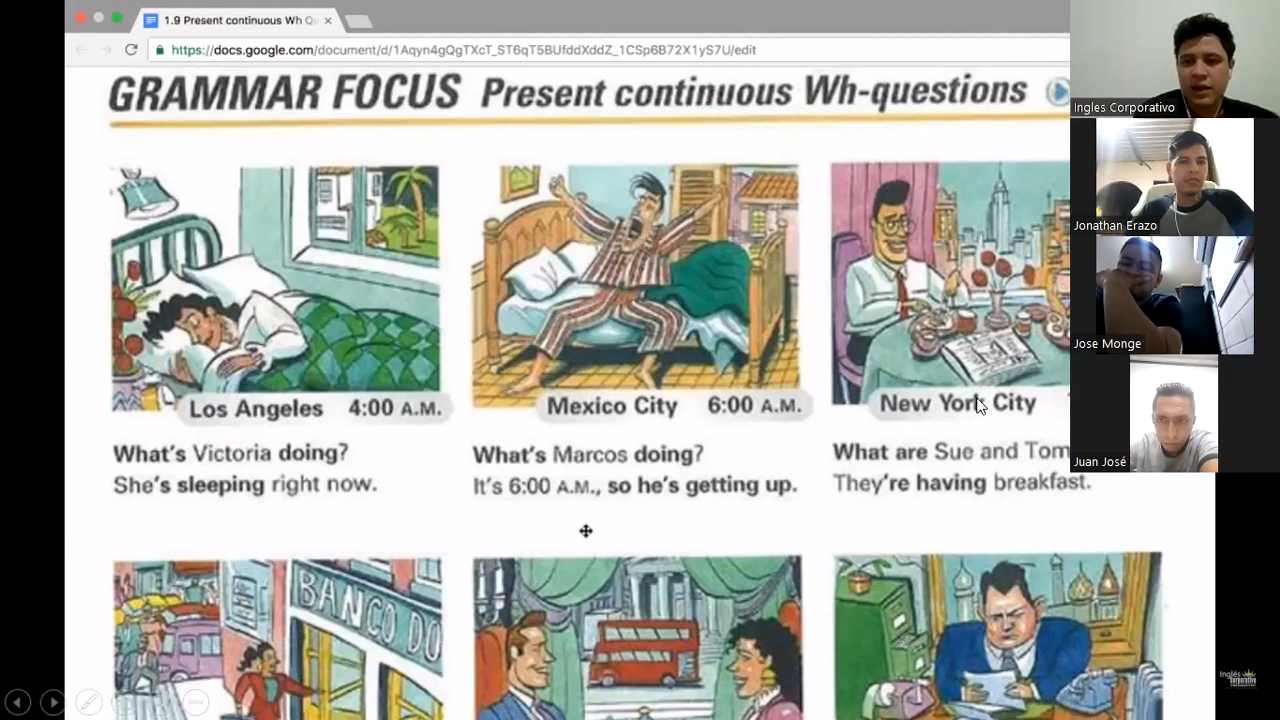 1.9 Present continuous Wh Qu
https://docs.google.com/document/d/1Aqyn4gQgTXcT_ST6qT5BUfddXddZ_1CSp6B72X1yS7U/edit
GRAMMAR FOCUS Present continuous Wh-questions
Los Angeles 4:00 A.M.
Mexico City 6:00 A.M.
New York City
What's Victoria doing?
She's sleeping right now.
What's Marcos doing?
It's 6:00 A.M., so he's getting up.
What are Sue and Tom
They're having breakfast.
BANCO DO
Ingles Corporativo
Jonathan Erazo
Jose Monge
Juan José
Inglés
Corporativo